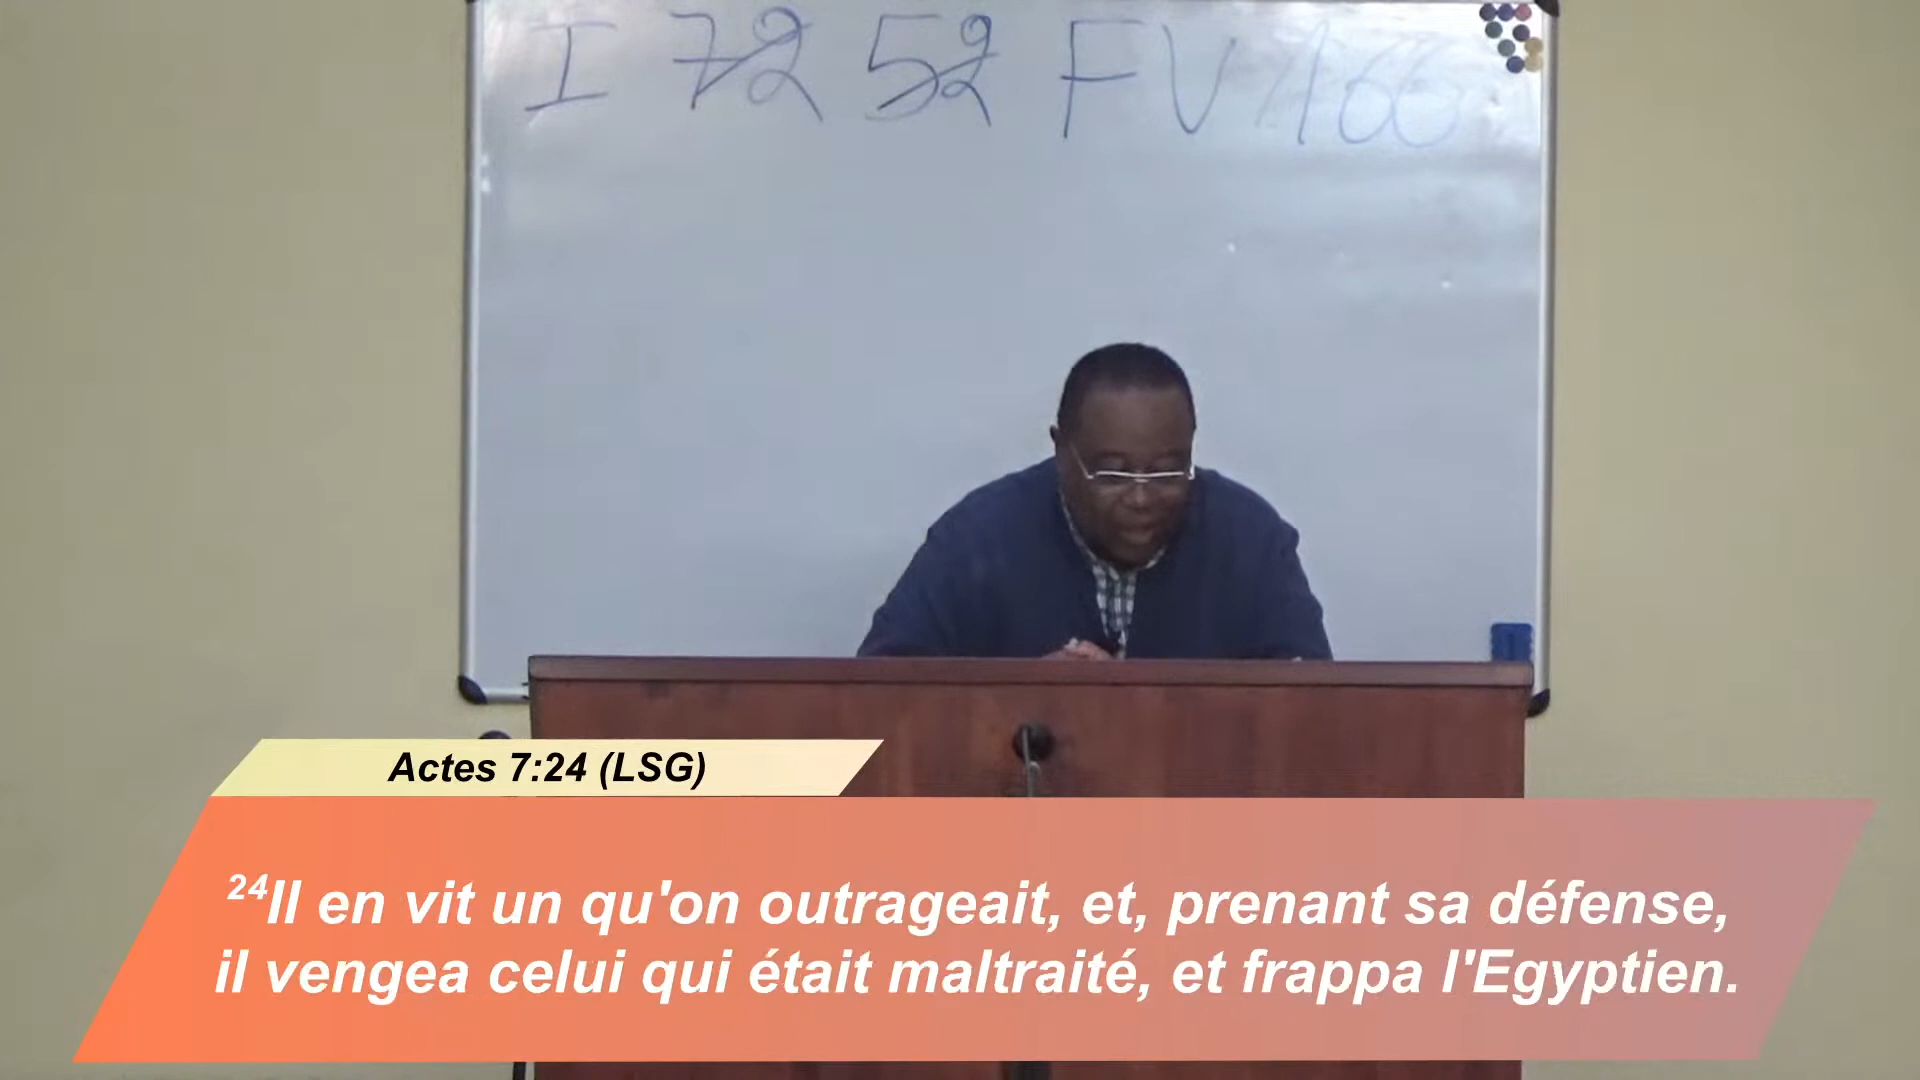 I 72 52 FV 166
Actes 7:24 (LSG)
24Il en vit un qu'on outrageait, et, prenant sa défense,
il vengea celui qui était maltraité, et frappa l'Egyptien.